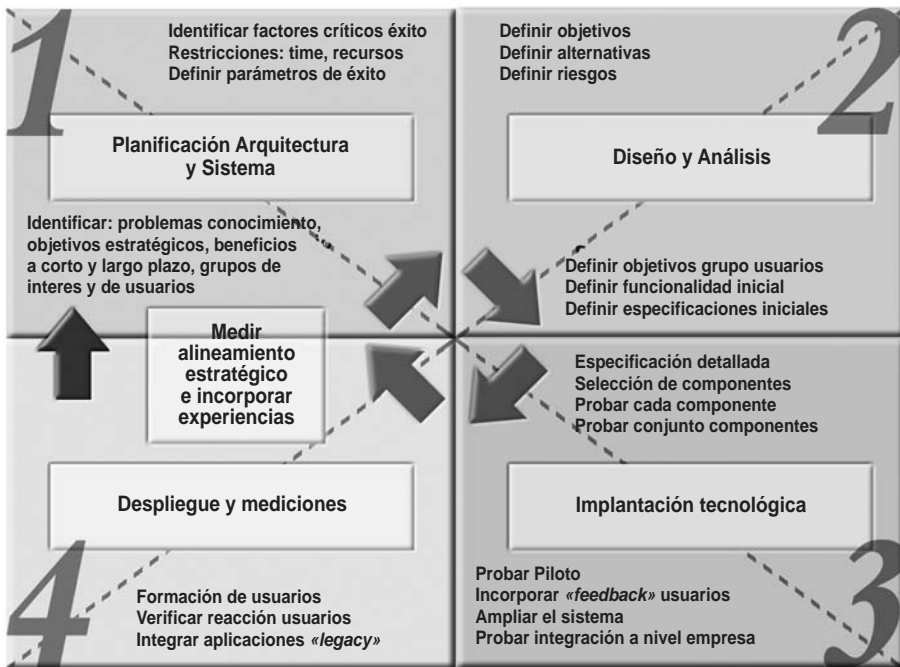 1
Identificar factores críticos éxito
Restricciones: time, recursos
Definir parámetros de éxito
Planificación Arquitectura
y Sistema
Identificar: problemas conocimiento,
objetivos estratégicos, beneficios
a corto y largo plazo, grupos de
interes y de usuarios
2
Definir objetivos
Definir alternativas
Definir riesgos
Diseño y Análisis
Definir objetivos grupo usuarios
Definir funcionalidad inicial
Definir especificaciones iniciales
Medir
alineamiento
estratégico
e incorporar
experiencias
Especificación detallada
Selección de componentes
Probar cada componente
Probar conjunto componentes
Implantación tecnológica
Probar Piloto
Incorporar «feedback» usuarios
Ampliar el sistema
Probar integración a nivel empresa
3
Despliegue y mediciones
4
Formación de usuarios
Verificar reacción usuarios
Integrar aplicaciones «legacy»